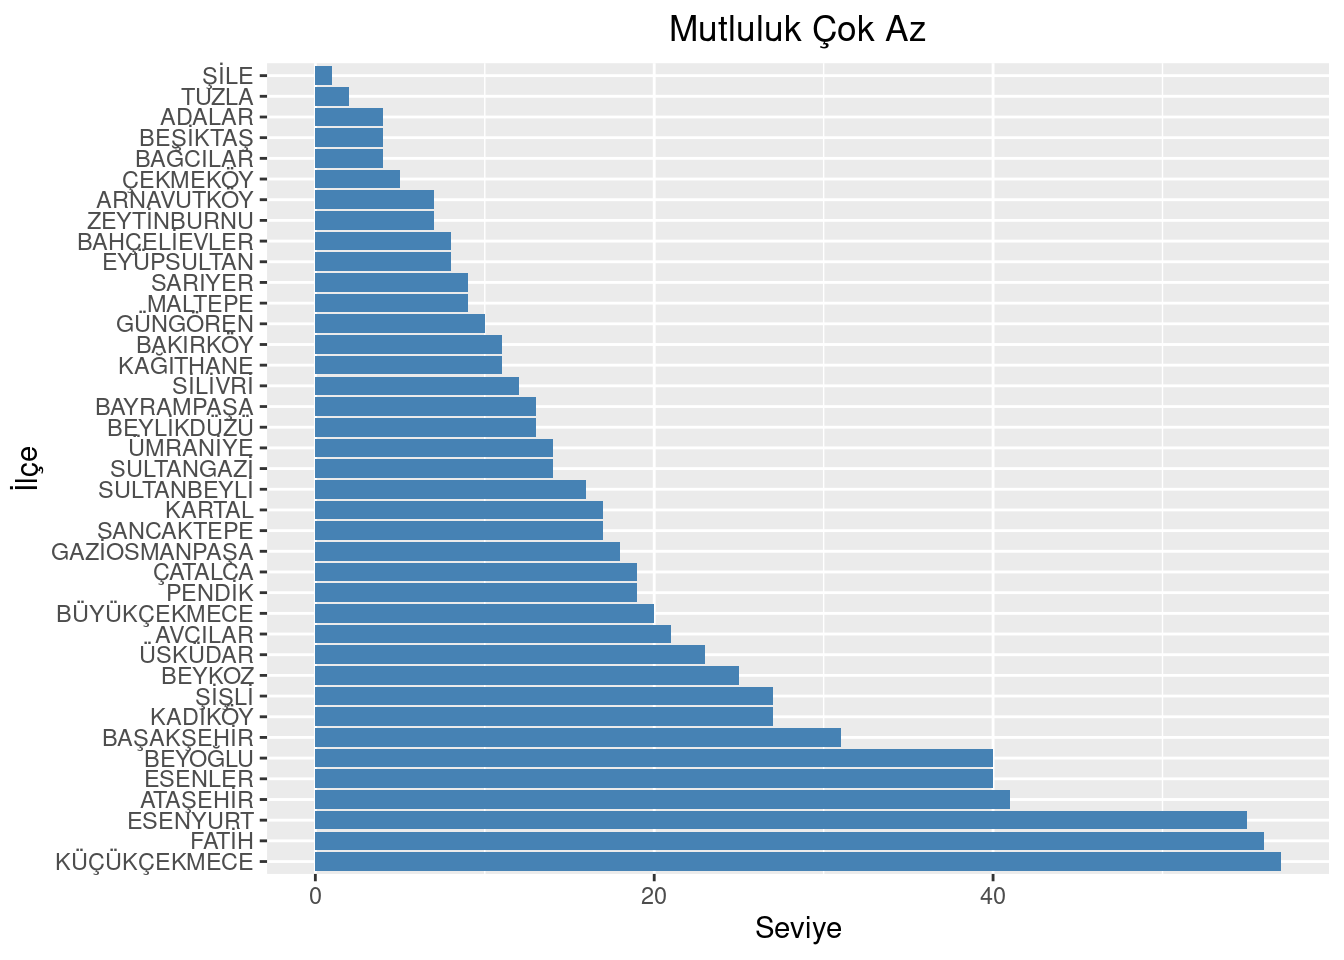 Mutluluk Çok Az
ŞİLE
TUZLA
ADALAR
BEŞİKTAŞ
BAĞCILAR
ÇEKMEKÖY
ARNAVUTKÖY
ZEYTİNBURNU
BAHÇELİEVLER
EYÜPSULTAN
SARIYER
MALTEPE
GÜNGÖREN
BAKIRKÖY
KAĞITHANE
SİLİVRİ
BAYRAMPAŞA
BEYLİKDÜZÜ
ÜMRANİYE
SULTANGAZİ
SULTANBEYLİ
KARTAL
SANCAKTEPE
GAZİOSMANPAŞA
ÇATALCA
PENDİK
BÜYÜKÇEKMECE
AVCILAR
ÜSKÜDAR
BEYKOZ
ŞİŞLİ
KADIKÖY
BAŞAKŞEHİR
BEYOĞLU
ESENLER
ATAŞEHİR
ESENYURT
FATİH
KÜÇÜKÇEKMECE
İlçe
0 20 40
Seviye